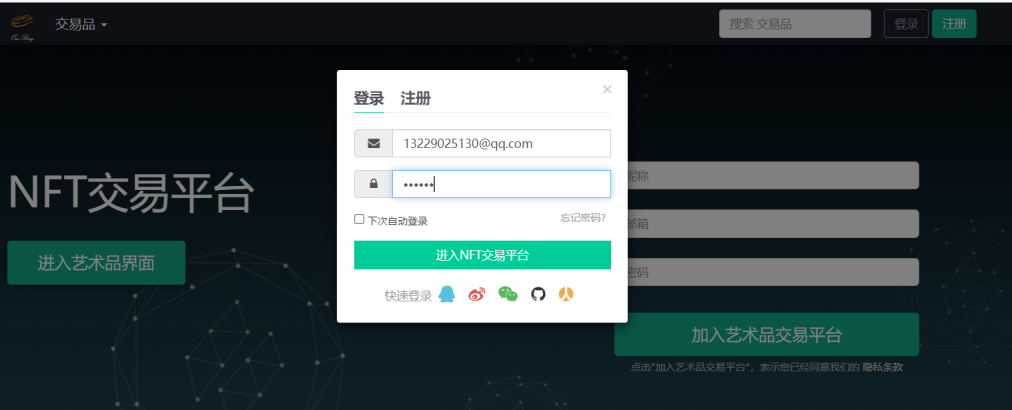 交易品
搜索 交易品
登录
注册
登录 注册
×
13229025130@qq.com
••••••
下次自动登录
忘记密码?
进入NFT交易平台
快速登录
NFT交易平台
进入艺术品界面
昵称
邮箱
密码
加入艺术品交易平台
点击"加入艺术品交易平台", 表示您已经同意我们的 隐私条款